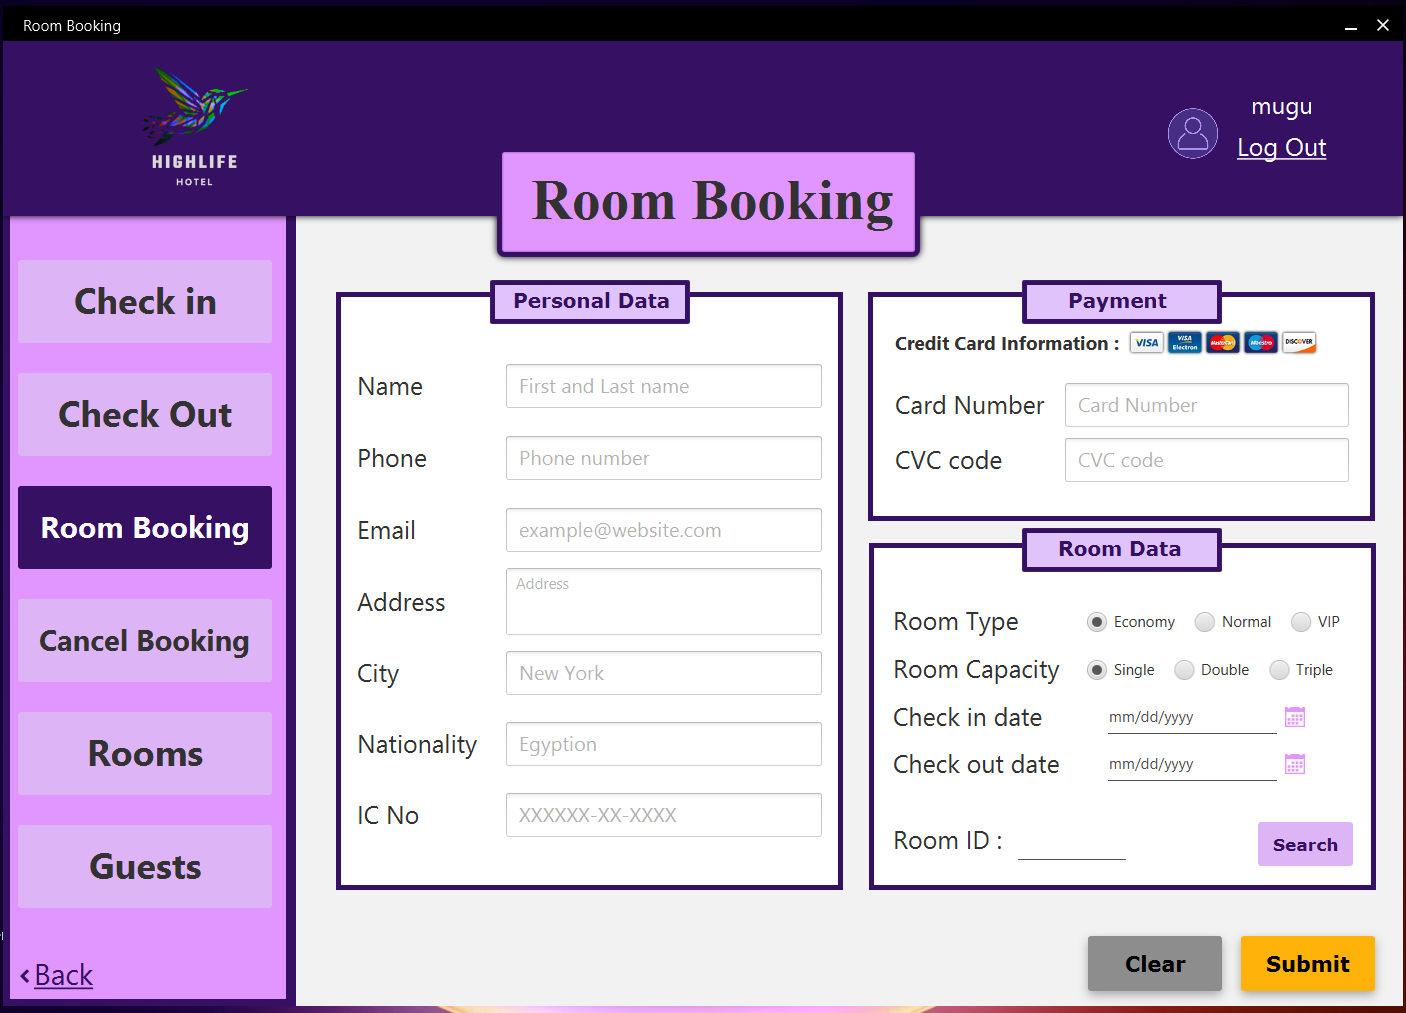 Room Booking
HIGHLIFE
HOTEL
mugu
Log Out
Room Booking
Check in
Check Out
Room Booking
Cancel Booking
Rooms
Guests
Back
Personal Data
Name
First and Last name
Phone
Phone number
Email
example@website.com
Address
Address
City
New York
Nationality
Egyption
IC No
XXXXXX-XX-XXXX
Payment
Credit Card Information :
VISA
VISA Electron
MasterCard
Maestro
DISCOVER
Card Number
Card Number
CVC code
CVC code
Room Data
Room Type
Economy
Normal
VIP
Room Capacity
Single
Double
Triple
Check in date
mm/dd/yyyy
Check out date
mm/dd/yyyy
Room ID :
Search
Clear
Submit